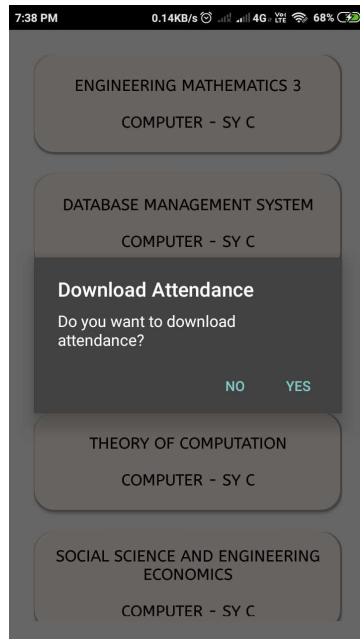 7:38 PM 0.14KB/s 4G VoLTE 68%
ENGINEERING MATHEMATICS 3
COMPUTER - SY C
DATABASE MANAGEMENT SYSTEM
COMPUTER - SY C
Download Attendance
Do you want to download
attendance?
NO YES
THEORY OF COMPUTATION
COMPUTER - SY C
SOCIAL SCIENCE AND ENGINEERING
ECONOMICS
COMPUTER - SY C